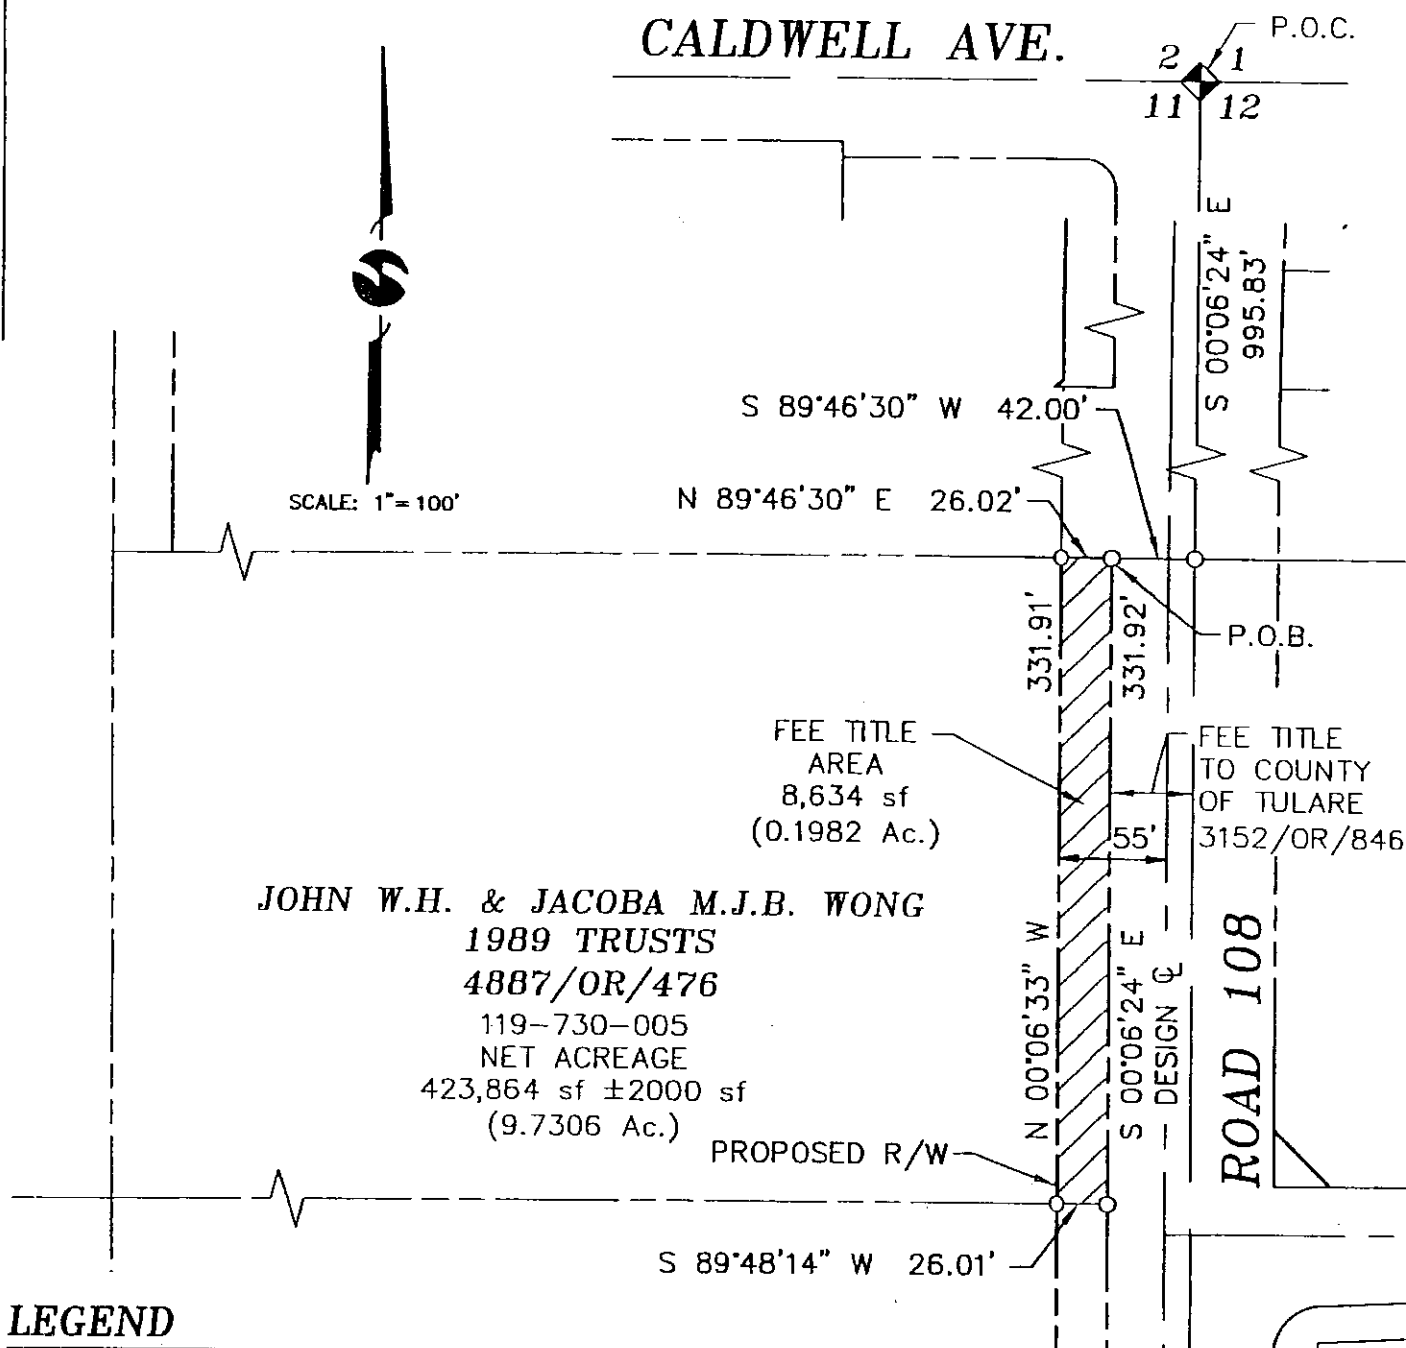 CALDWELL AVE.
P.O.C.
2 1
11 12
S 00°06'24" E
995.83'
SCALE: 1"= 100'
S 89°46'30" W 42.00'
N 89°46'30" E 26.02'
331.91'
331.92'
P.O.B.
FEE TITLE
AREA
8,634 sf
(0.1982 Ac.)
FEE TITLE
TO COUNTY
OF TULARE
3152/OR/846
55'
JOHN W.H. & JACOBA M.J.B. WONG
1989 TRUSTS
4887/OR/476
119-730-005
NET ACREAGE
423,864 sf ±2000 sf
(9.7306 Ac.)
N 00°06'33" W
S 00°06'24" E
DESIGN ℄
ROAD 108
PROPOSED R/W
S 89°48'14" W 26.01'
LEGEND